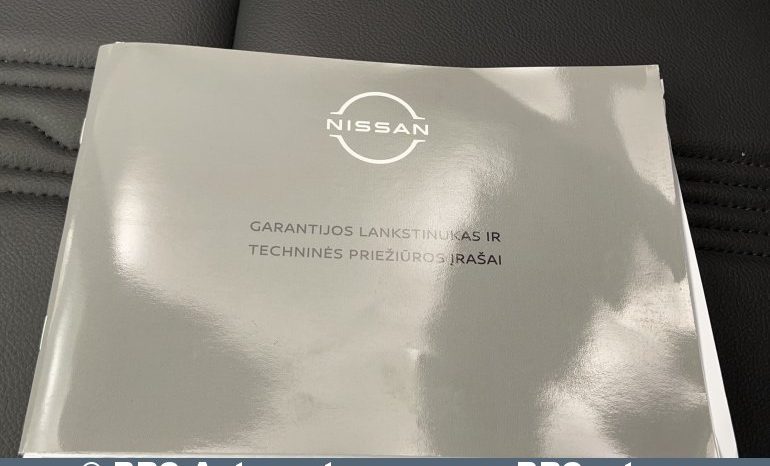 NISSAN
GARANTIJOS LANKSTINUKAS IR
TECHNINĖS PRIEŽIŪROS ĮRAŠAI